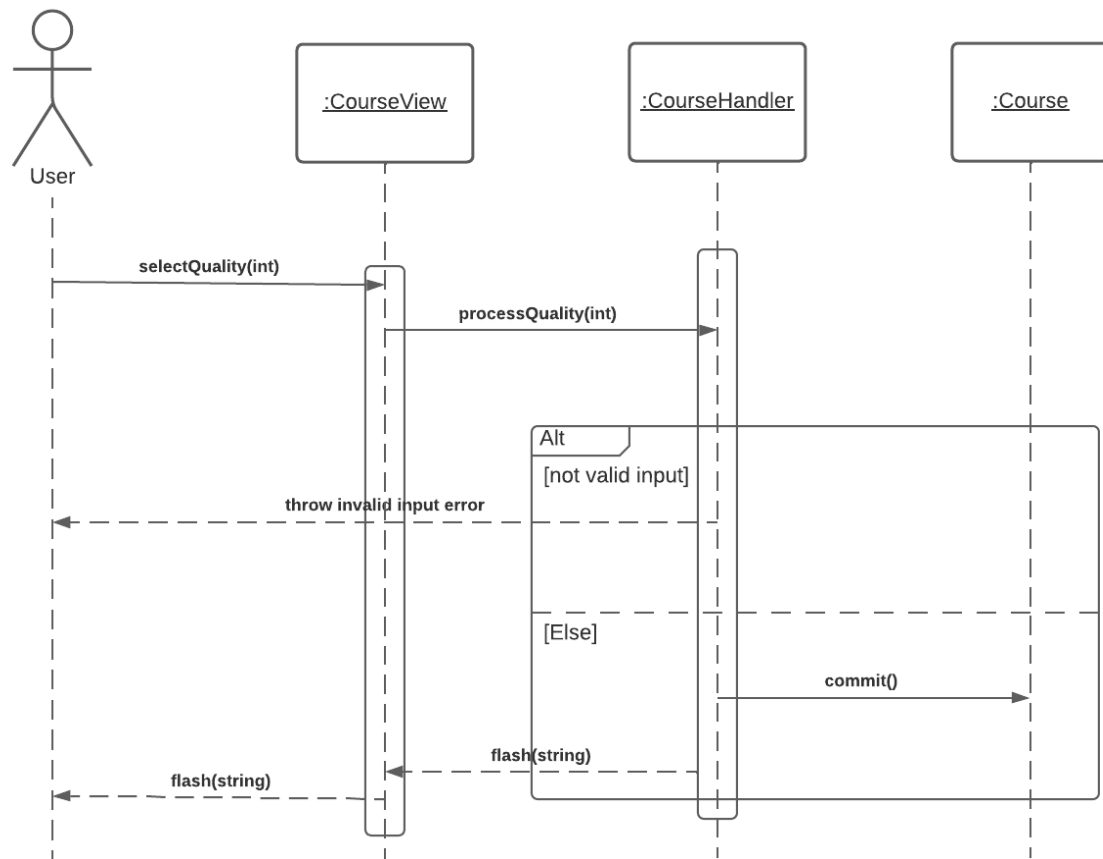 :CourseView
:CourseHandler
:Course
User
selectQuality(int)
processQuality(int)
Alt
[not valid input]
throw invalid input error
[Else]
commit()
flash(string)
flash(string)